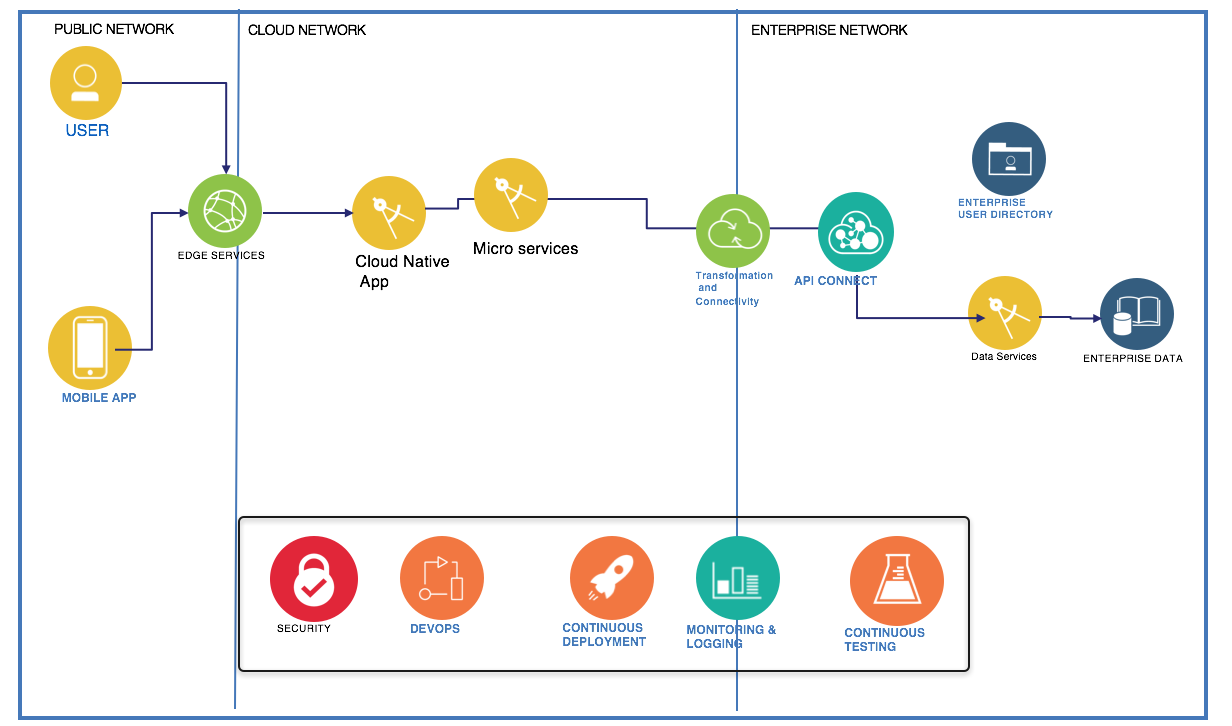 PUBLIC NETWORK
CLOUD NETWORK
ENTERPRISE NETWORK
USER
EDGE SERVICES
MOBILE APP
Cloud Native
App
Micro services
Transformation
and
Connectivity
API CONNECT
ENTERPRISE
USER DIRECTORY
Data Services
ENTERPRISE DATA
SECURITY
DEVOPS
CONTINUOUS
DEPLOYMENT
MONITORING &
LOGGING
CONTINUOUS
TESTING